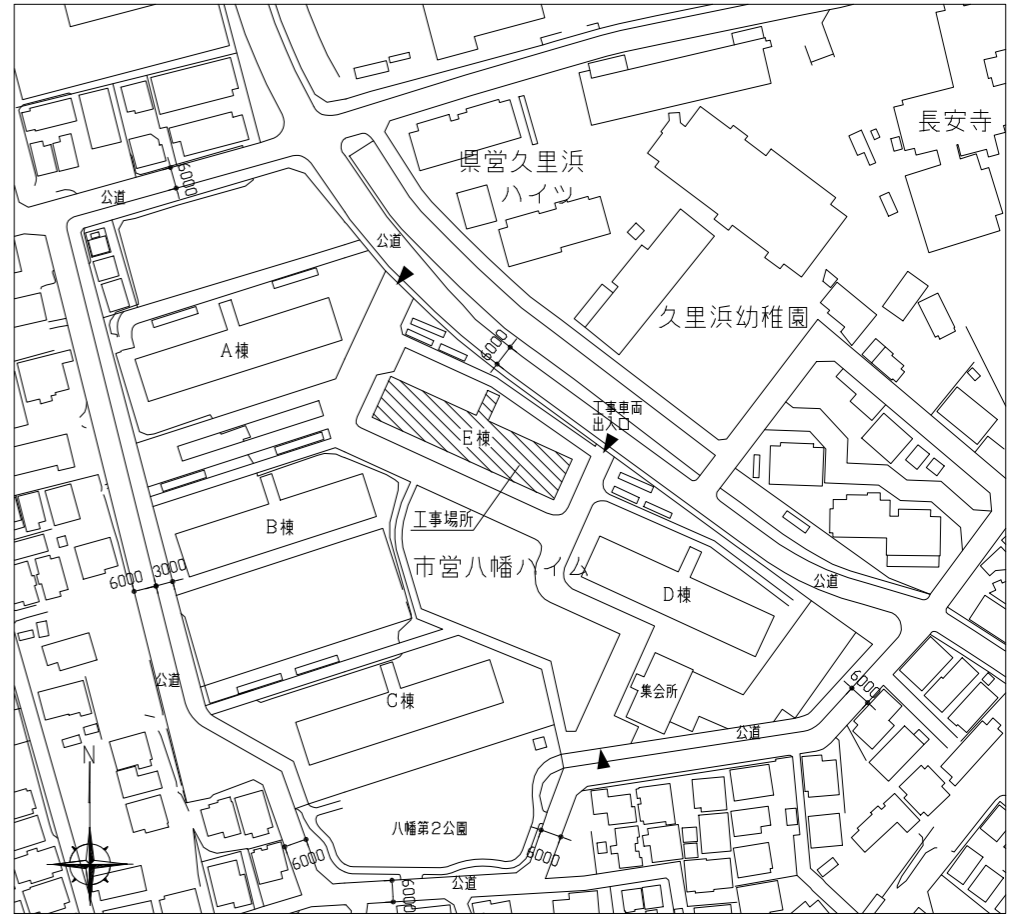 長安寺
県営久里浜
ハイツ
6000
公道
公道
久里浜幼稚園
A棟
6000
工事車両
出入口
E棟
工事場所
B棟
市営八幡ハイム
6000
3000
D棟
公道
公道
集会所
C棟
6000
公道
N
八幡第2公園
6000
6000
公道
6000